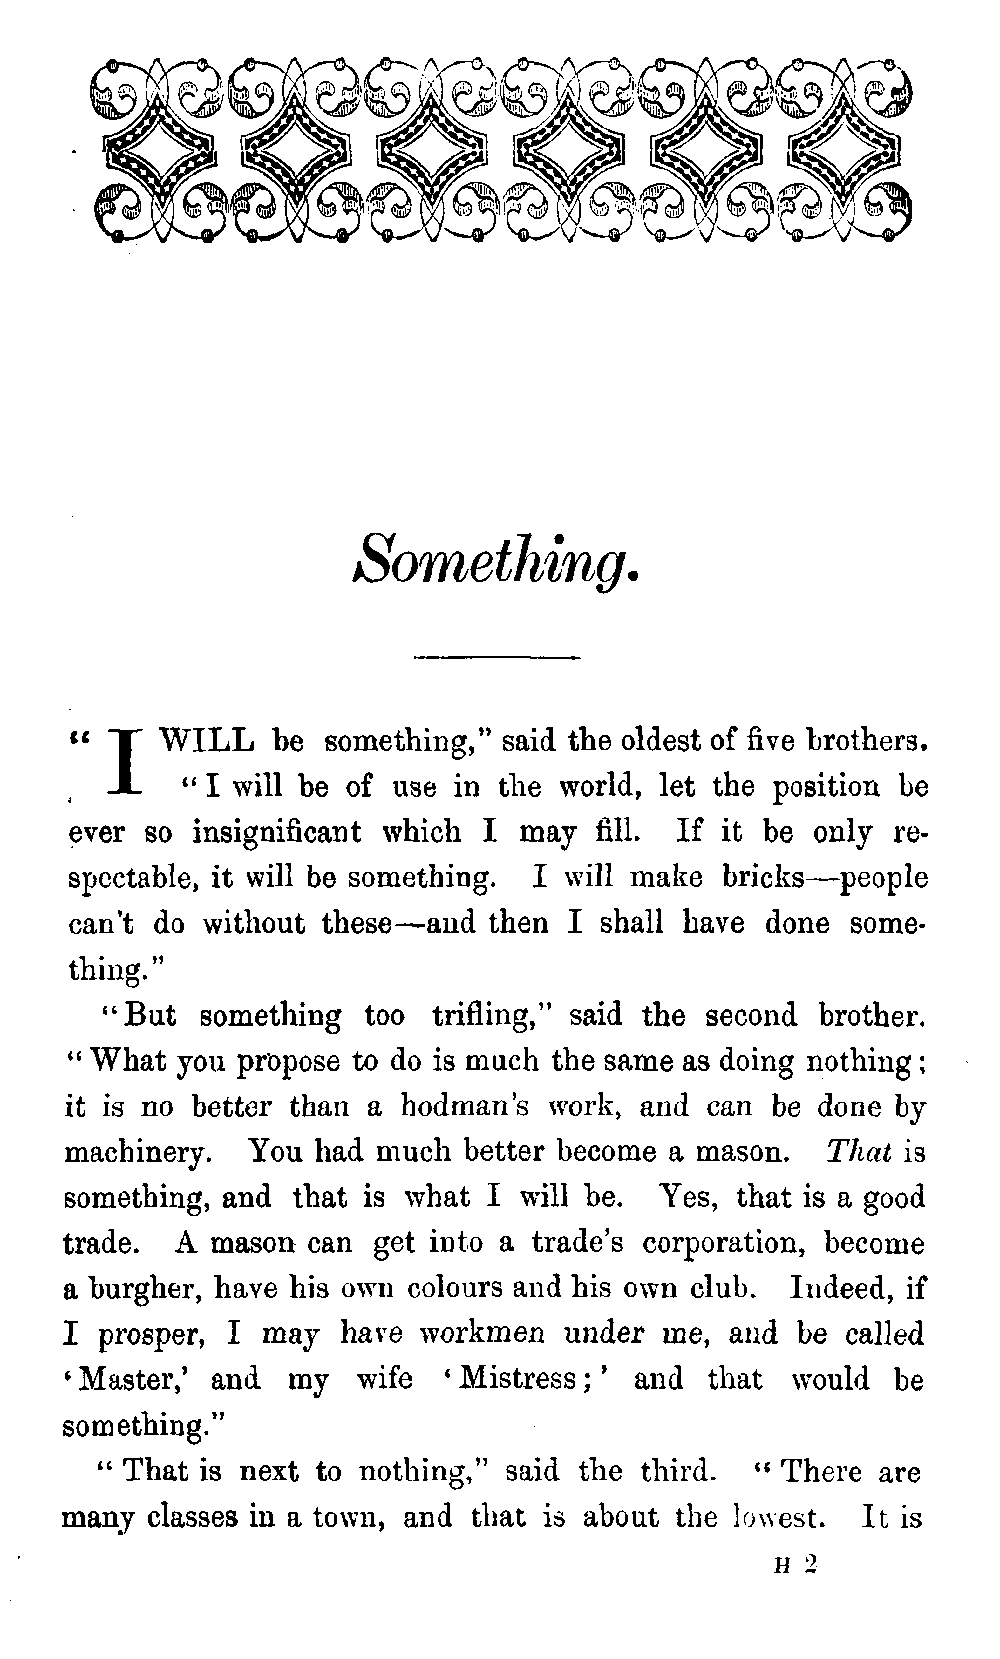 Something.
“I WILL be something,” said the oldest of five brothers.
“I will be of use in the world, let the position be
ever so insignificant which I may fill. If it be only re-
spectable, it will be something. I will make bricks—people
can't do without these—and then I shall have done some-
thing.”
“But something too trifling,” said the second brother.
“What you propose to do is much the same as doing nothing;
it is no better than a hodman's work, and can be done by
machinery. You had much better become a mason. That is
something, and that is what I will be. Yes, that is a good
trade. A mason can get into a trade's corporation, become
a burgher, have his own colours and his own club. Indeed, if
I prosper, I may have workmen under me, and be called
‘Master,’ and my wife ‘Mistress;’ and that would be
something.”
“That is next to nothing,” said the third. “There are
many classes in a town, and that is about the lowest. It is
H 2